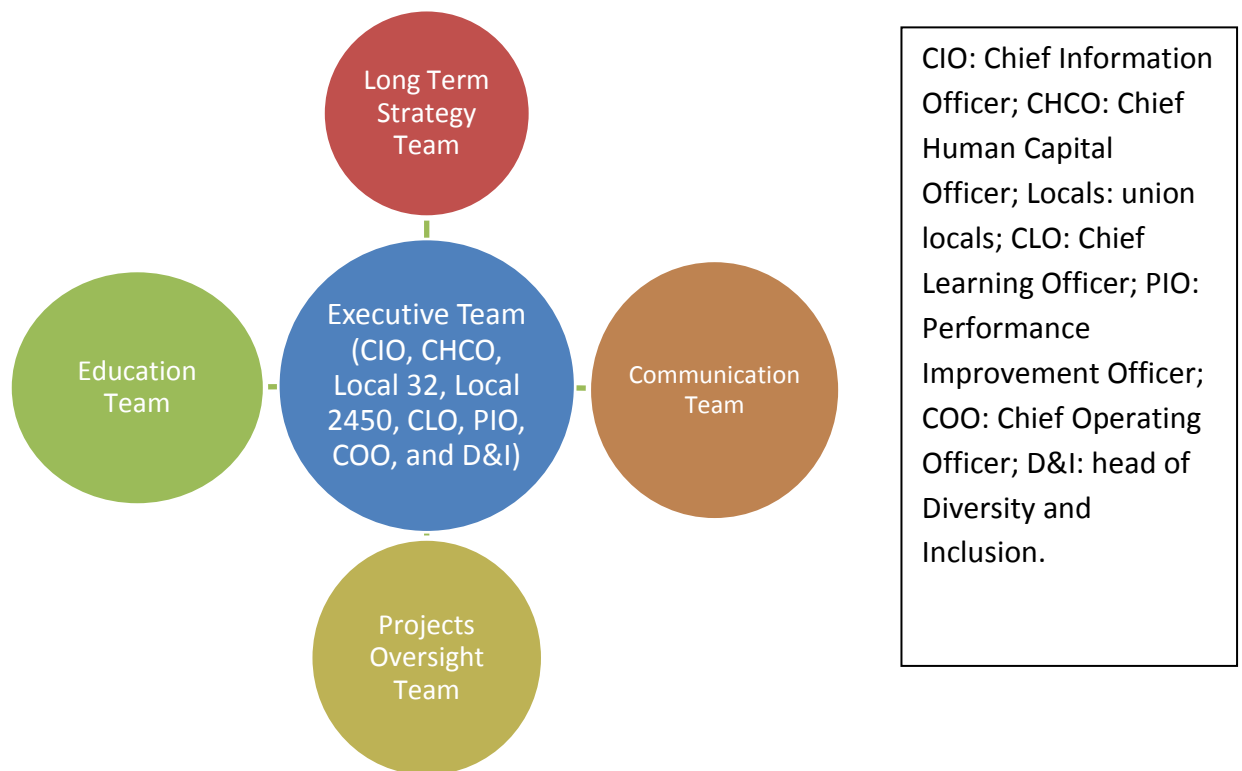 Long Term
Strategy
Team
Education
Team
Executive Team
(CIO, CHCO,
Local 32, Local
2450, CLO, PIO,
COO, and D&I)
Communication
Team
Projects
Oversight
Team
CIO: Chief Information
Officer; CHCO: Chief
Human Capital
Officer; Locals: union
locals; CLO: Chief
Learning Officer; PIO:
Performance
Improvement Officer;
COO: Chief Operating
Officer; D&I: head of
Diversity and
Inclusion.